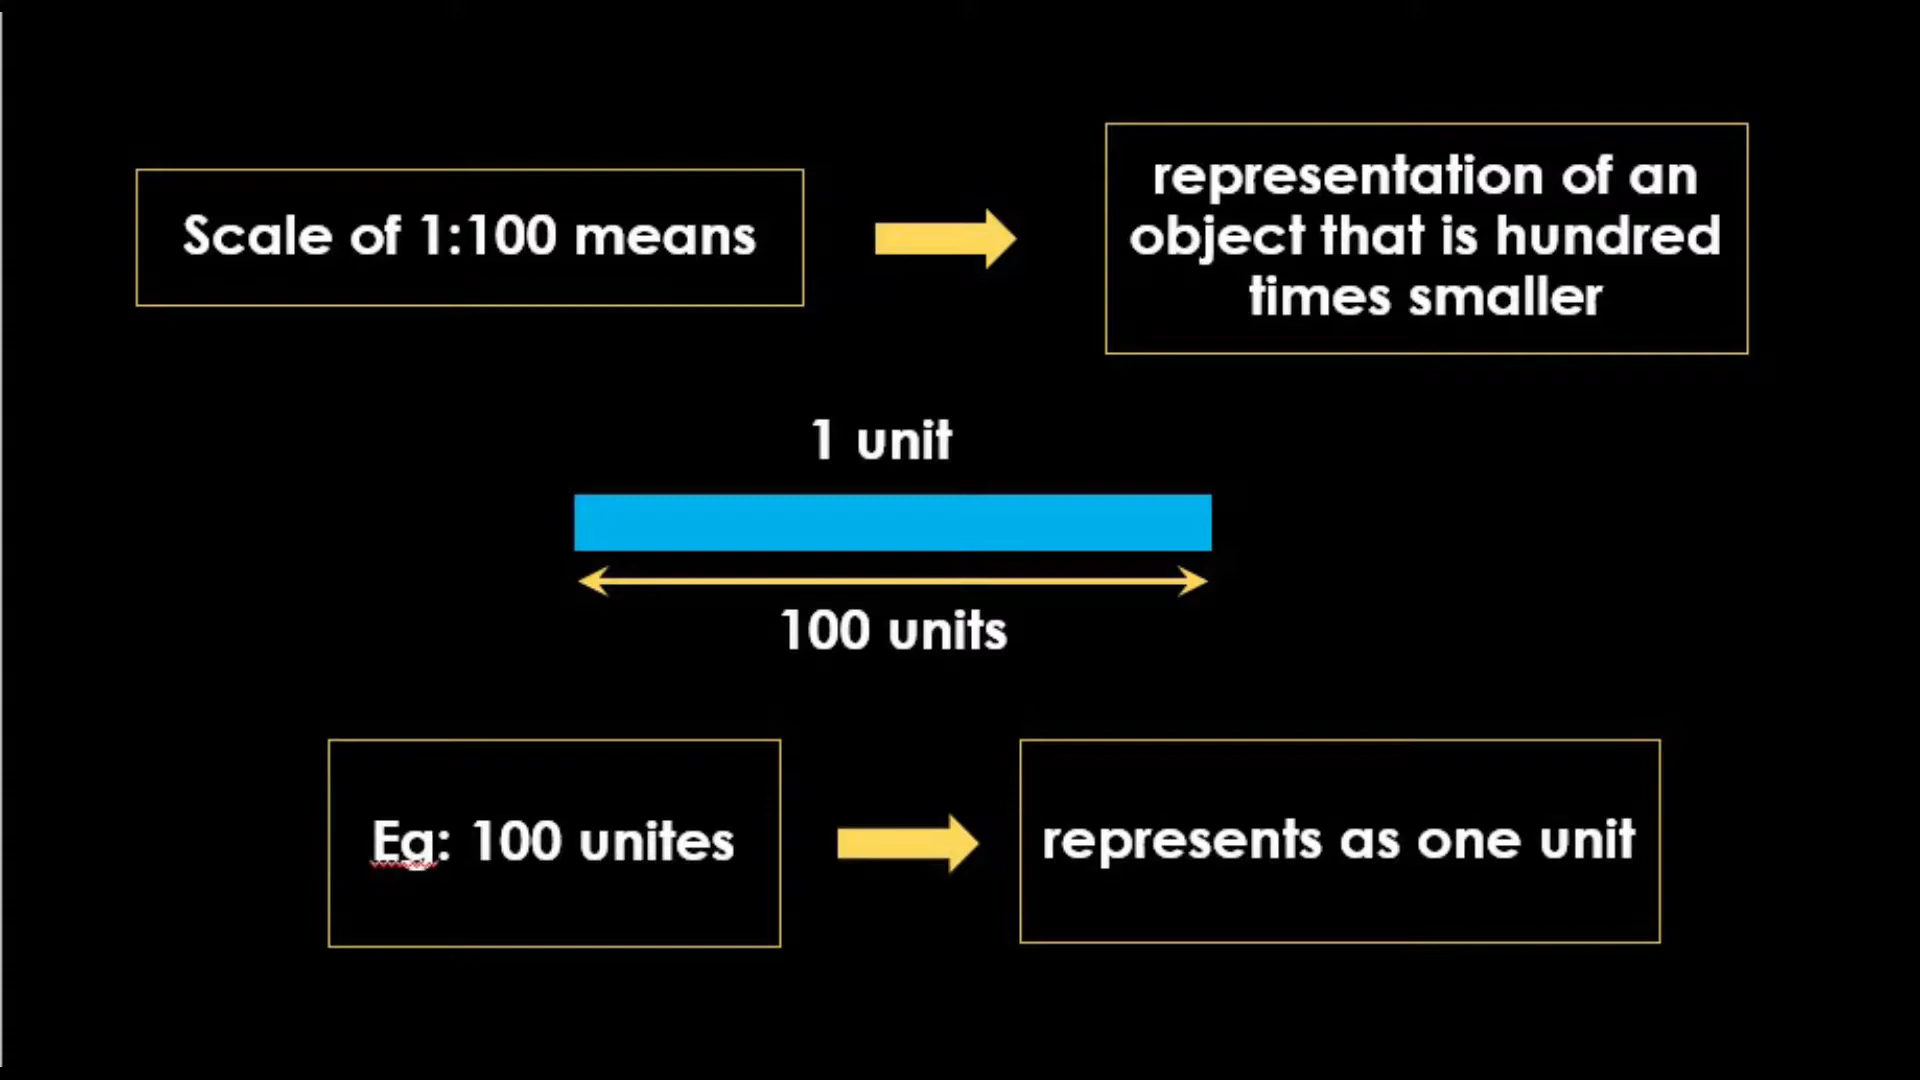 Scale of 1:100 means
representation of an
object that is hundred
times smaller
1 unit
100 units
Eg: 100 unites
represents as one unit